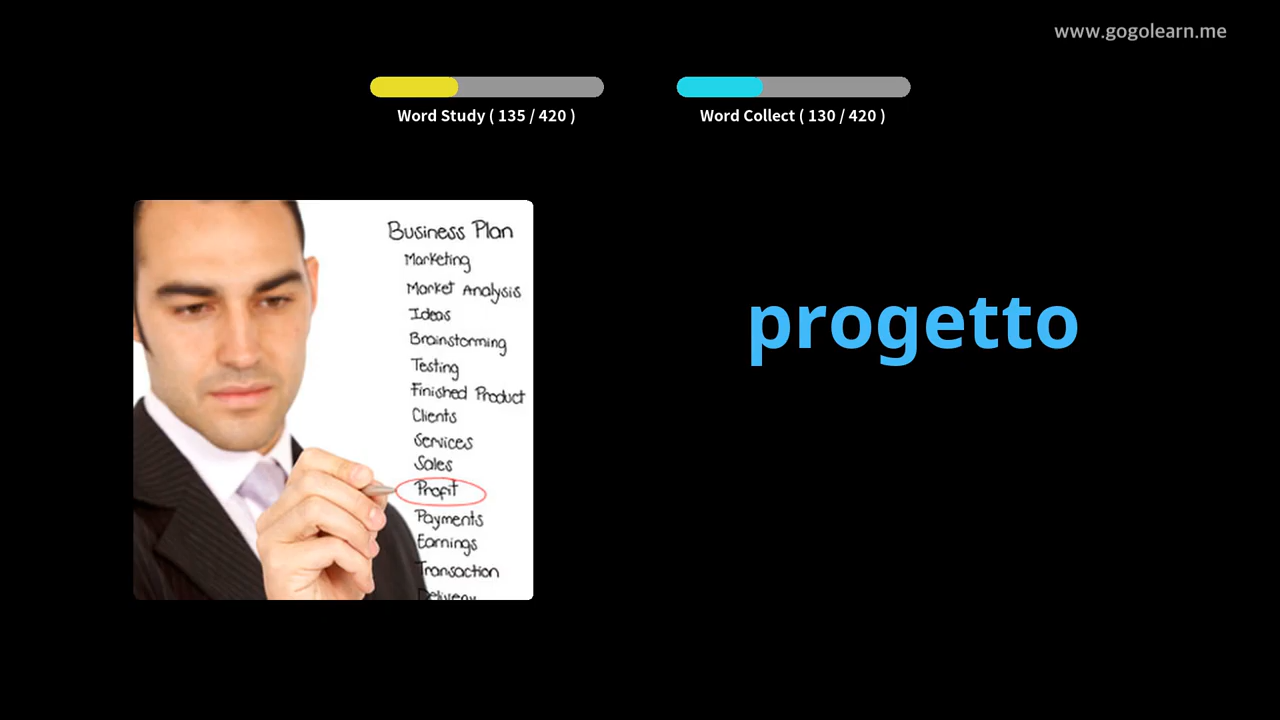 www.gogolearn.me
Word Study ( 135 / 420 )
Word Collect ( 130 / 420 )
Business Plan
Marketing
Market Analysis
Ideas
Brainstorming
Testing
Finished Product
Clients
Services
Sales
Profit
Payments
Earnings
Transaction
Delivery
progetto